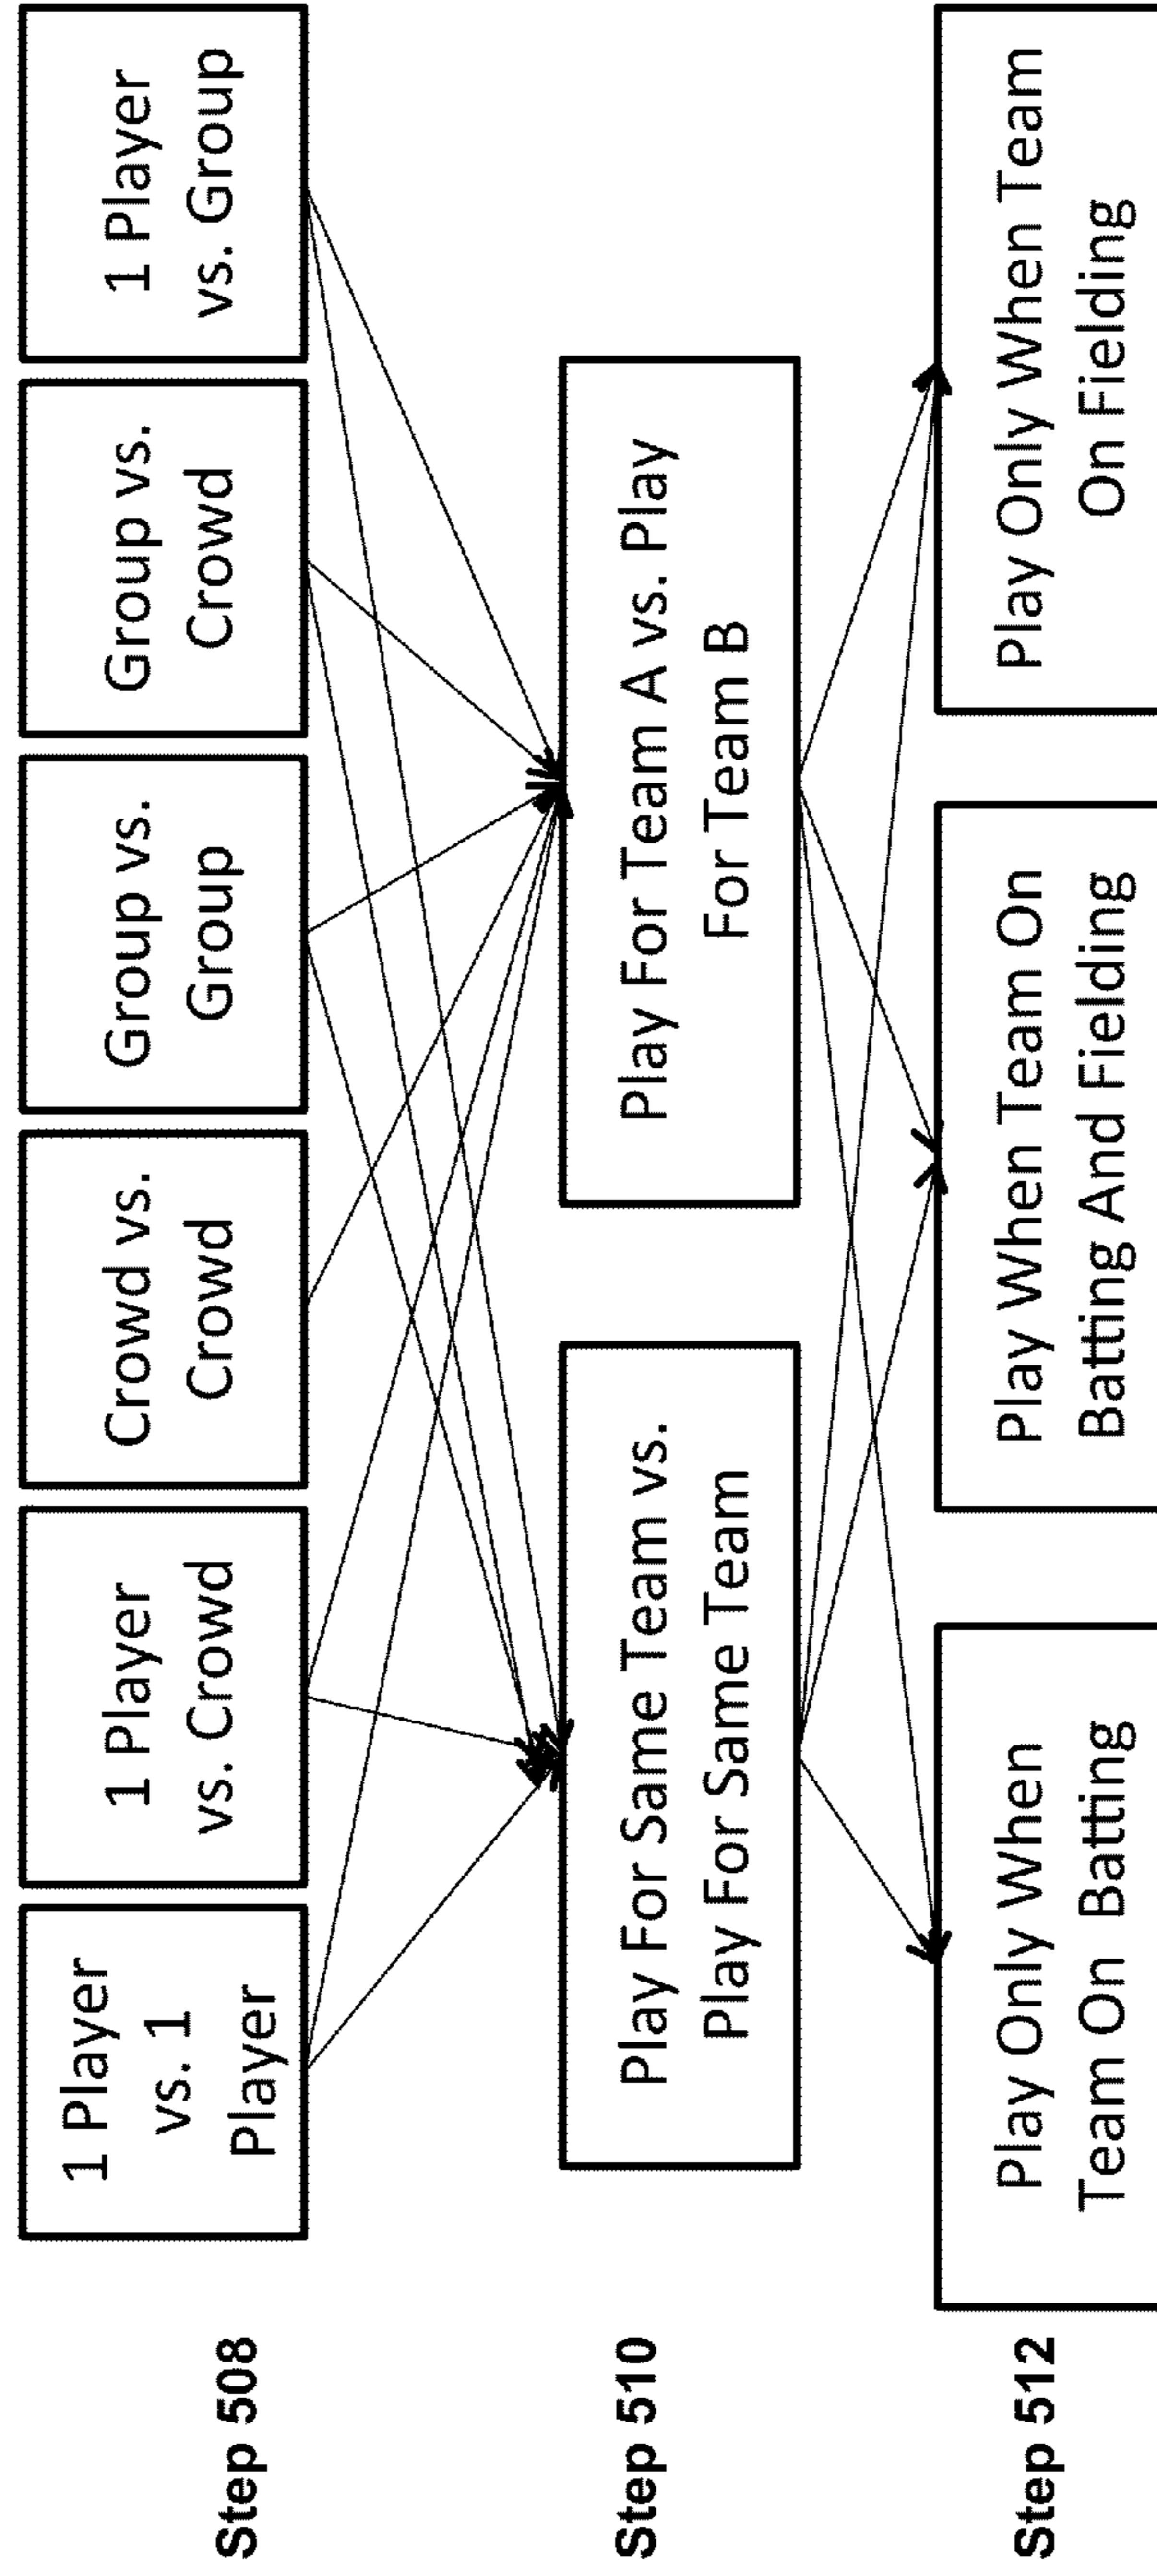 Step 508
1 Player
vs. 1
Player
1 Player
vs. Crowd
Crowd vs.
Crowd
Group vs.
Group
Group vs.
Crowd
1 Player
vs. Group
Step 510
Play For Same Team vs.
Play For Same Team
Play For Team A vs. Play
For Team B
Step 512
Play Only When
Team On Batting
Play When Team On
Batting And Fielding
Play Only When Team
On Fielding